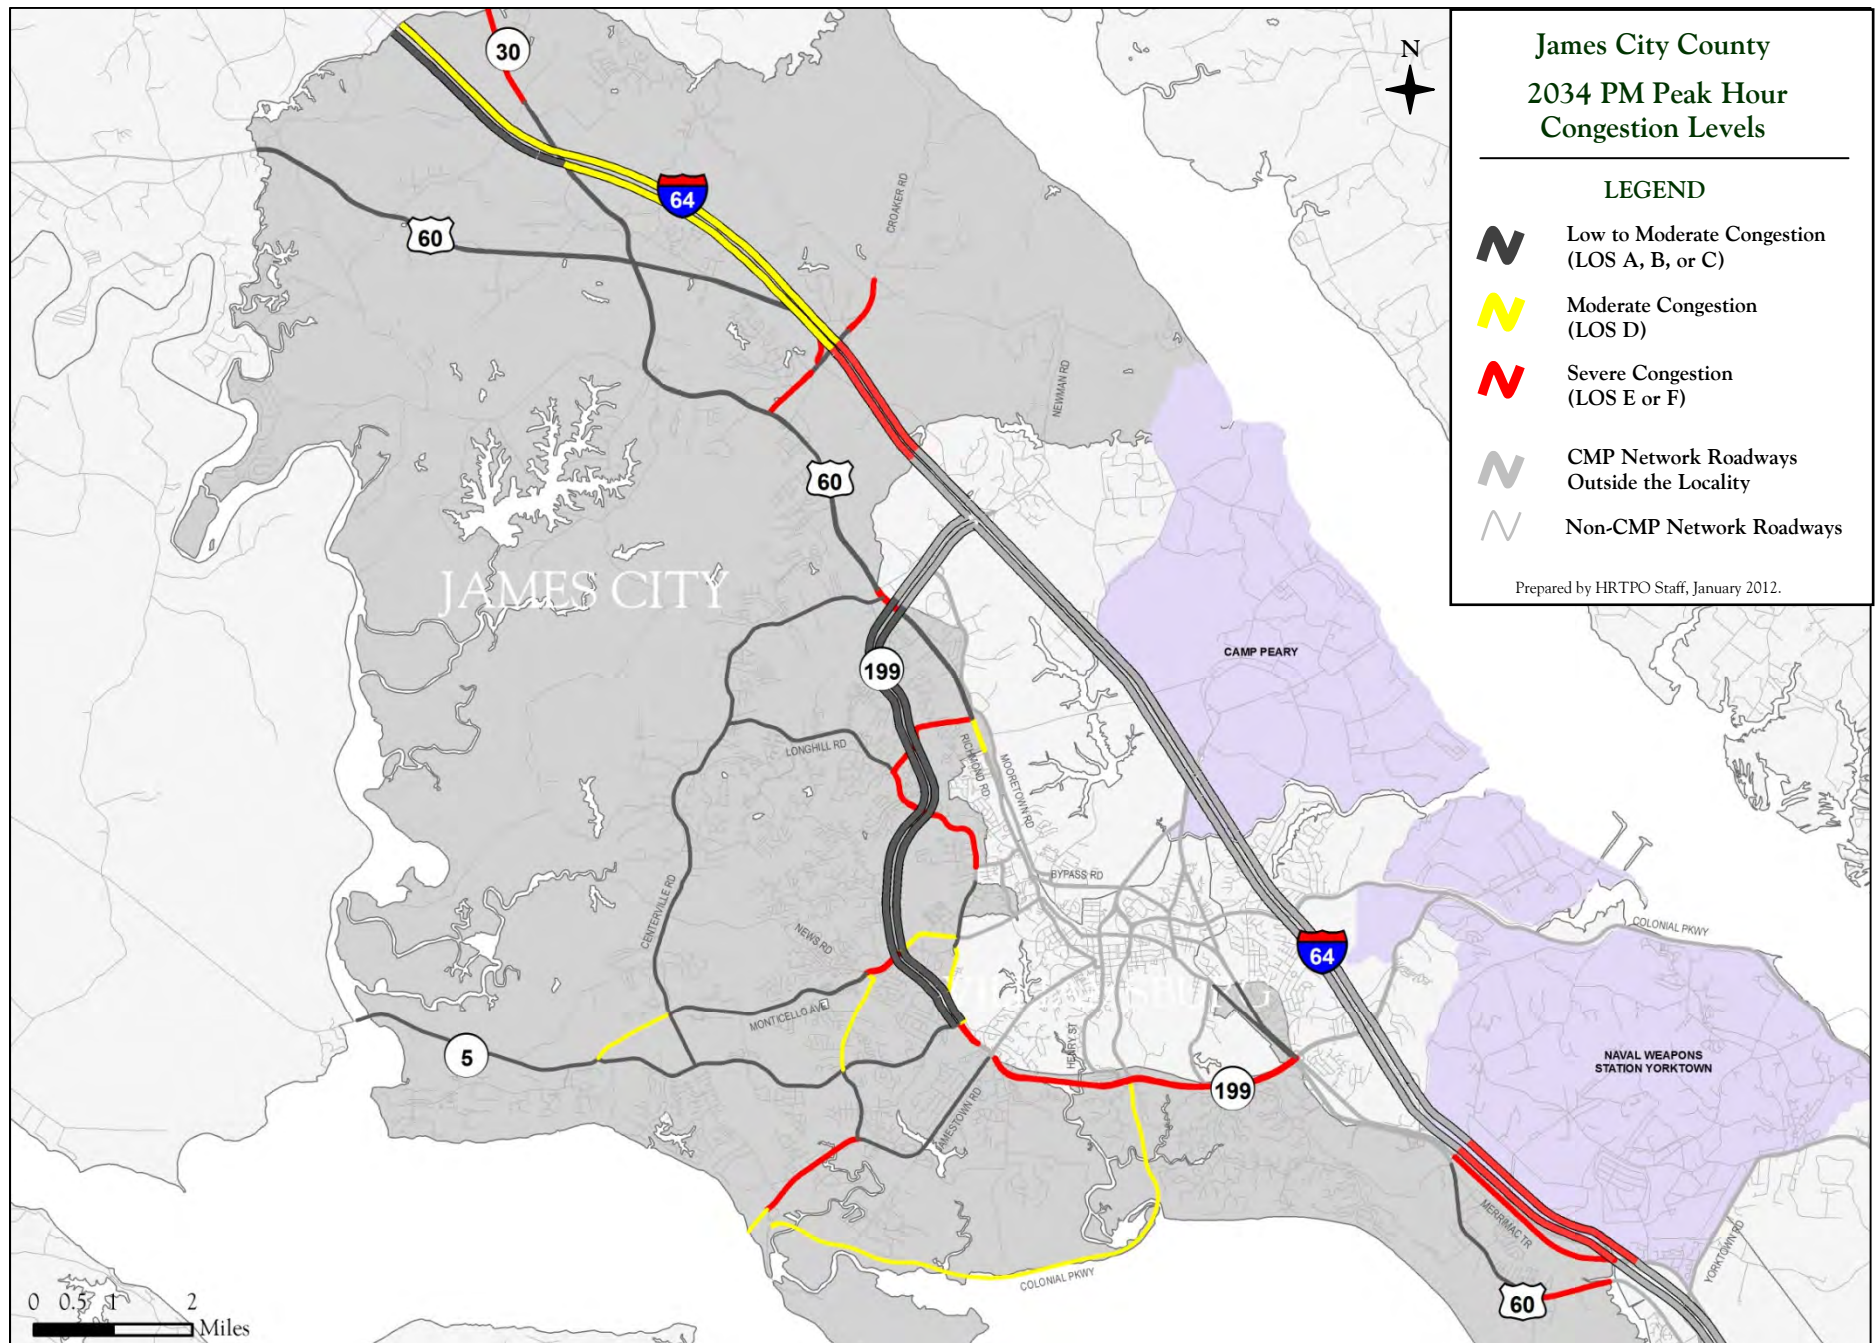 James City County
2034 PM Peak Hour
Congestion Levels
LEGEND
Low to Moderate Congestion
(LOS A, B, or C)
Moderate Congestion
(LOS D)
Severe Congestion
(LOS E or F)
CMP Network Roadways
Outside the Locality
Non-CMP Network Roadways
Prepared by HRTPO Staff, January 2012.
N
30
64
60
CROAKER RD
NEWMAN RD
60
JAMES CITY
CAMP PEARY
199
LONGHILL RD
RICHMOND RD
MOORETOWN RD
BYPASS RD
CENTERVILLE RD
NEWS RD
COLONIAL PKWY
64
WILLIAMSBURG
MONTICELLO AVE
HENRY ST
5
NAVAL WEAPONS
STATION YORKTOWN
199
JAMESTOWN RD
MERRIMAC TR
YORKTOWN RD
COLONIAL PKWY
60
0 0.5 1 2
Miles